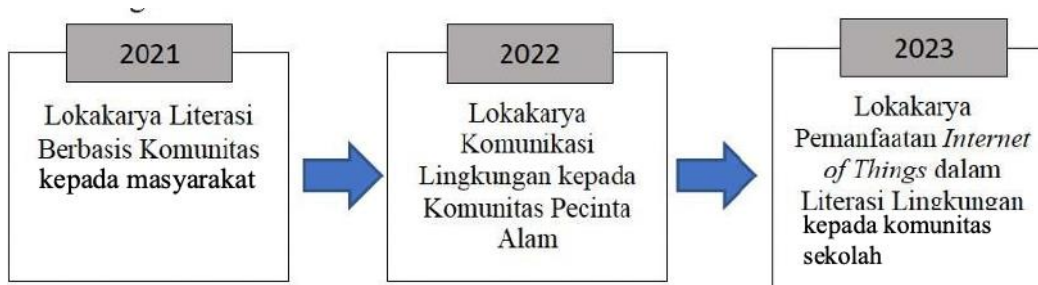 2021
Lokakarya Literasi
Berbasis Komunitas
kepada masyarakat
2022
Lokakarya
Komunikasi
Lingkungan kepada
Komunitas Pecinta
Alam
2023
Lokakarya
Pemanfaatan Internet
of Things dalam
Literasi Lingkungan
kepada komunitas
sekolah